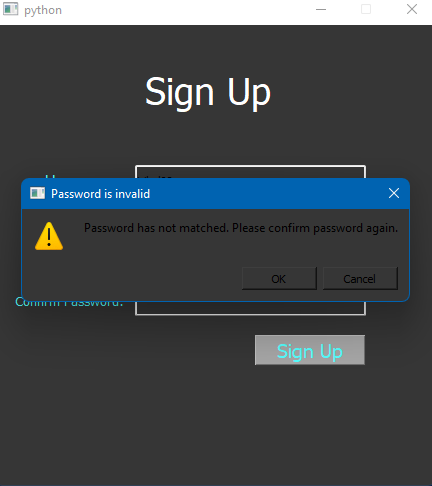 python
Sign Up
Password is invalid
Password has not matched. Please confirm password again.
OK
Cancel
Confirm Password:
Sign Up